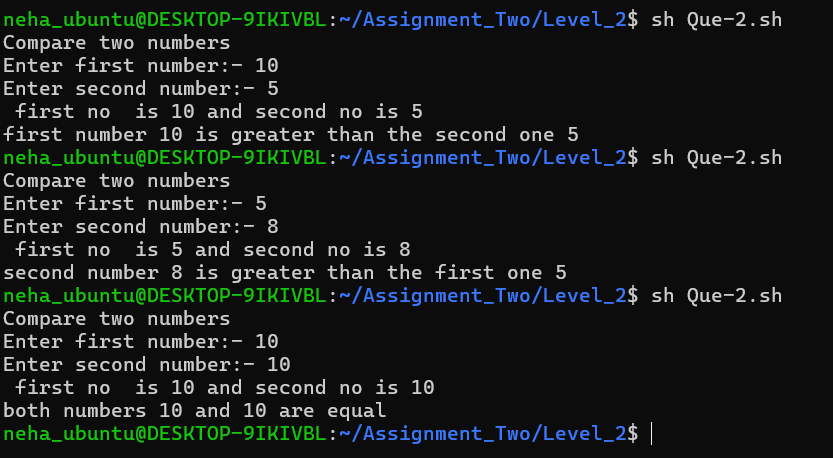 neha_ubuntu@DESKTOP-9IKIVBL:~/Assignment_Two/Level_2$ sh Que-2.sh
Compare two numbers
Enter first number:- 10
Enter second number:- 5
 first no  is 10 and second no is 5
first number 10 is greater than the second one 5
neha_ubuntu@DESKTOP-9IKIVBL:~/Assignment_Two/Level_2$ sh Que-2.sh
Compare two numbers
Enter first number:- 5
Enter second number:- 8
 first no  is 5 and second no is 8
second number 8 is greater than the first one 5
neha_ubuntu@DESKTOP-9IKIVBL:~/Assignment_Two/Level_2$ sh Que-2.sh
Compare two numbers
Enter first number:- 10
Enter second number:- 10
 first no  is 10 and second no is 10
both numbers 10 and 10 are equal
neha_ubuntu@DESKTOP-9IKIVBL:~/Assignment_Two/Level_2$